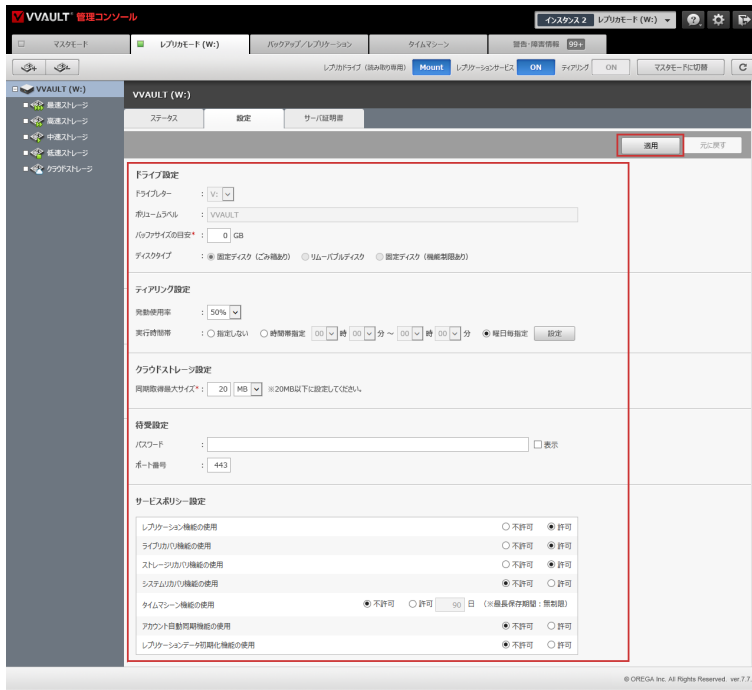 VVAULT® 管理コンソール
インスタンス 2 レプリカモード (W:)
マスタモード レプリカモード (W:) バックアップ/レプリケーション タイムマシーン 警告・障害情報 99+
レプリカドライブ (読み取り専用) Mount レプリケーションサービス ON ティアリング ON マスタモードに切替
VVAULT (W:)
最速ストレージ
高速ストレージ
中速ストレージ
低速ストレージ
クラウドストレージ
VVAULT (W:)
ステータス 設定 サーバ証明書
適用 元に戻す
ドライブ設定
ドライブレター : V:
ボリュームラベル : VVAULT
バッファサイズの目安* : 0 GB
ディスクタイプ : 固定ディスク (ごみ箱あり) リムーバブルディスク 固定ディスク (機能制限あり)
ティアリング設定
発動使用率 : 50%
実行時間帯 : 指定しない 時間帯指定 00 時 00 分 ~ 00 時 00 分 曜日毎指定 設定
クラウドストレージ設定
同期取得最大サイズ* : 20 MB ※20MB以下に設定してください。
待受設定
パスワード : 表示
ポート番号 : 443
サービスポリシー設定
レプリケーション機能の使用 不許可 許可
ライブリカバリ機能の使用 不許可 許可
ストレージリカバリ機能の使用 不許可 許可
システムリカバリ機能の使用 不許可 許可
タイムマシーン機能の使用 不許可 許可 90 日 (※最長保存期間:無制限)
アカウント自動同期機能の使用 不許可 許可
レプリケーションデータ初期化機能の使用 不許可 許可
© OREGA Inc. All Rights Reserved. ver.7.7